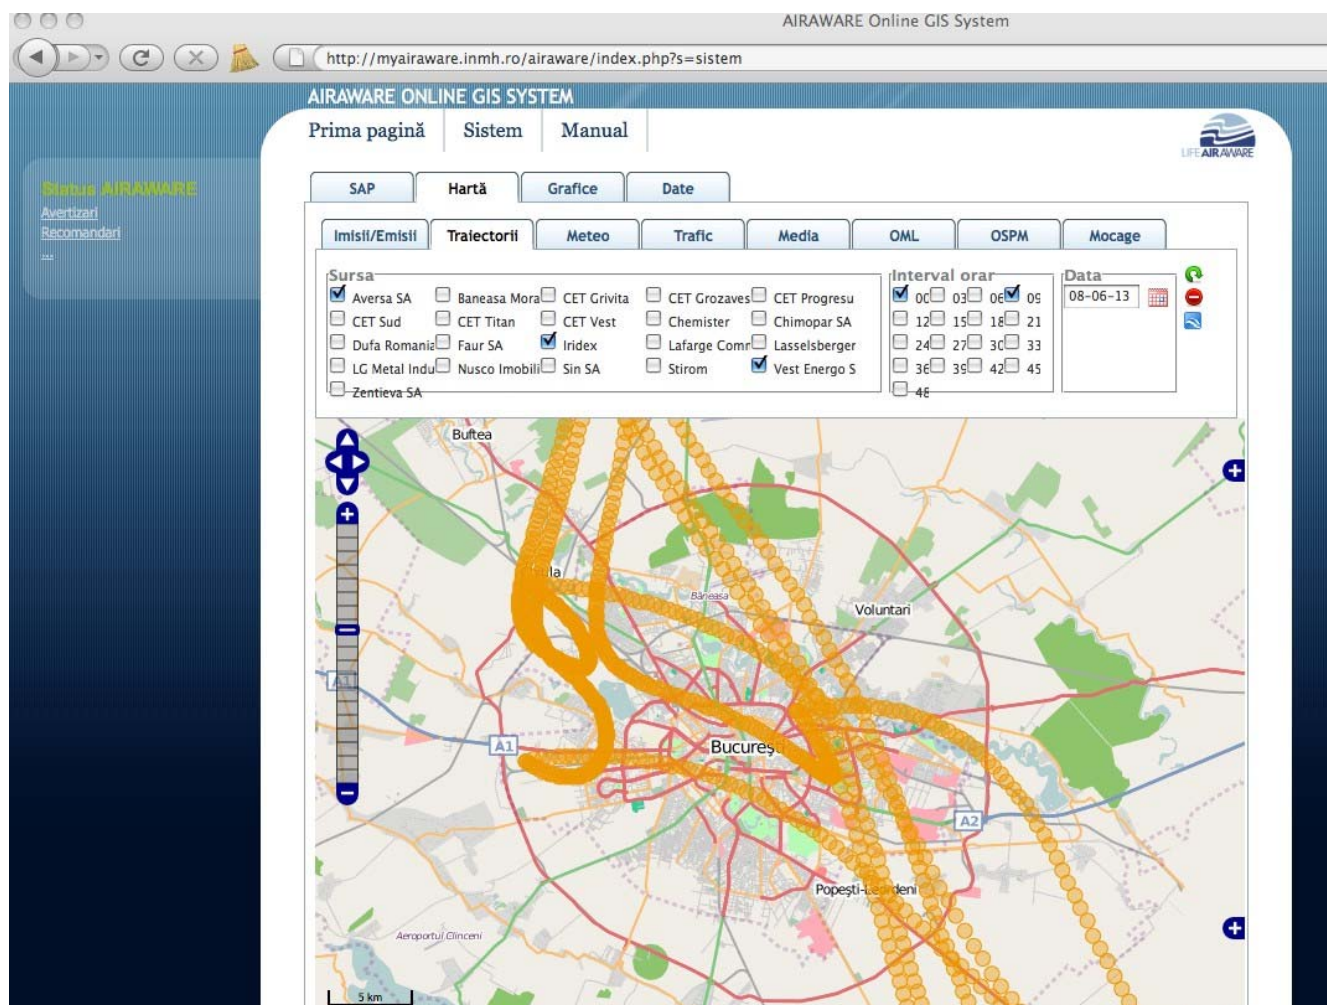 AIRAWARE Online GIS System
http://myairaware.inmh.ro/airaware/index.php?s=sistem
AIRAWARE ONLINE GIS SYSTEM
Prima pagină Sistem Manual
LIFEAIRAWARE
Status AIRAWARE
Avertizari
Recomandari
...
SAP Hartă Grafice Date
Imisii/Emisii Traiectorii Meteo Trafic Media OML OSPM Mocage
Sursa
Aversa SA Baneasa Mora CET Grivita CET Grozaves CET Progresu
CET Sud CET Titan CET Vest Chemister Chimopar SA
Dufa Romania Faur SA Iridex Lafarge Comr Lasselsberger
LG Metal Indu Nusco Imobili Sin SA Stirom Vest Energo S
Zentieva SA
Interval orar
00 03 06 09
12 15 18 21
24 27 30 33
36 39 42 45
48
Data
08-06-13
Buftea
ula
Băneasa
Voluntari
A1
A1
București
A2
Popești-Leordeni
Aeroportul Clinceni
5 km